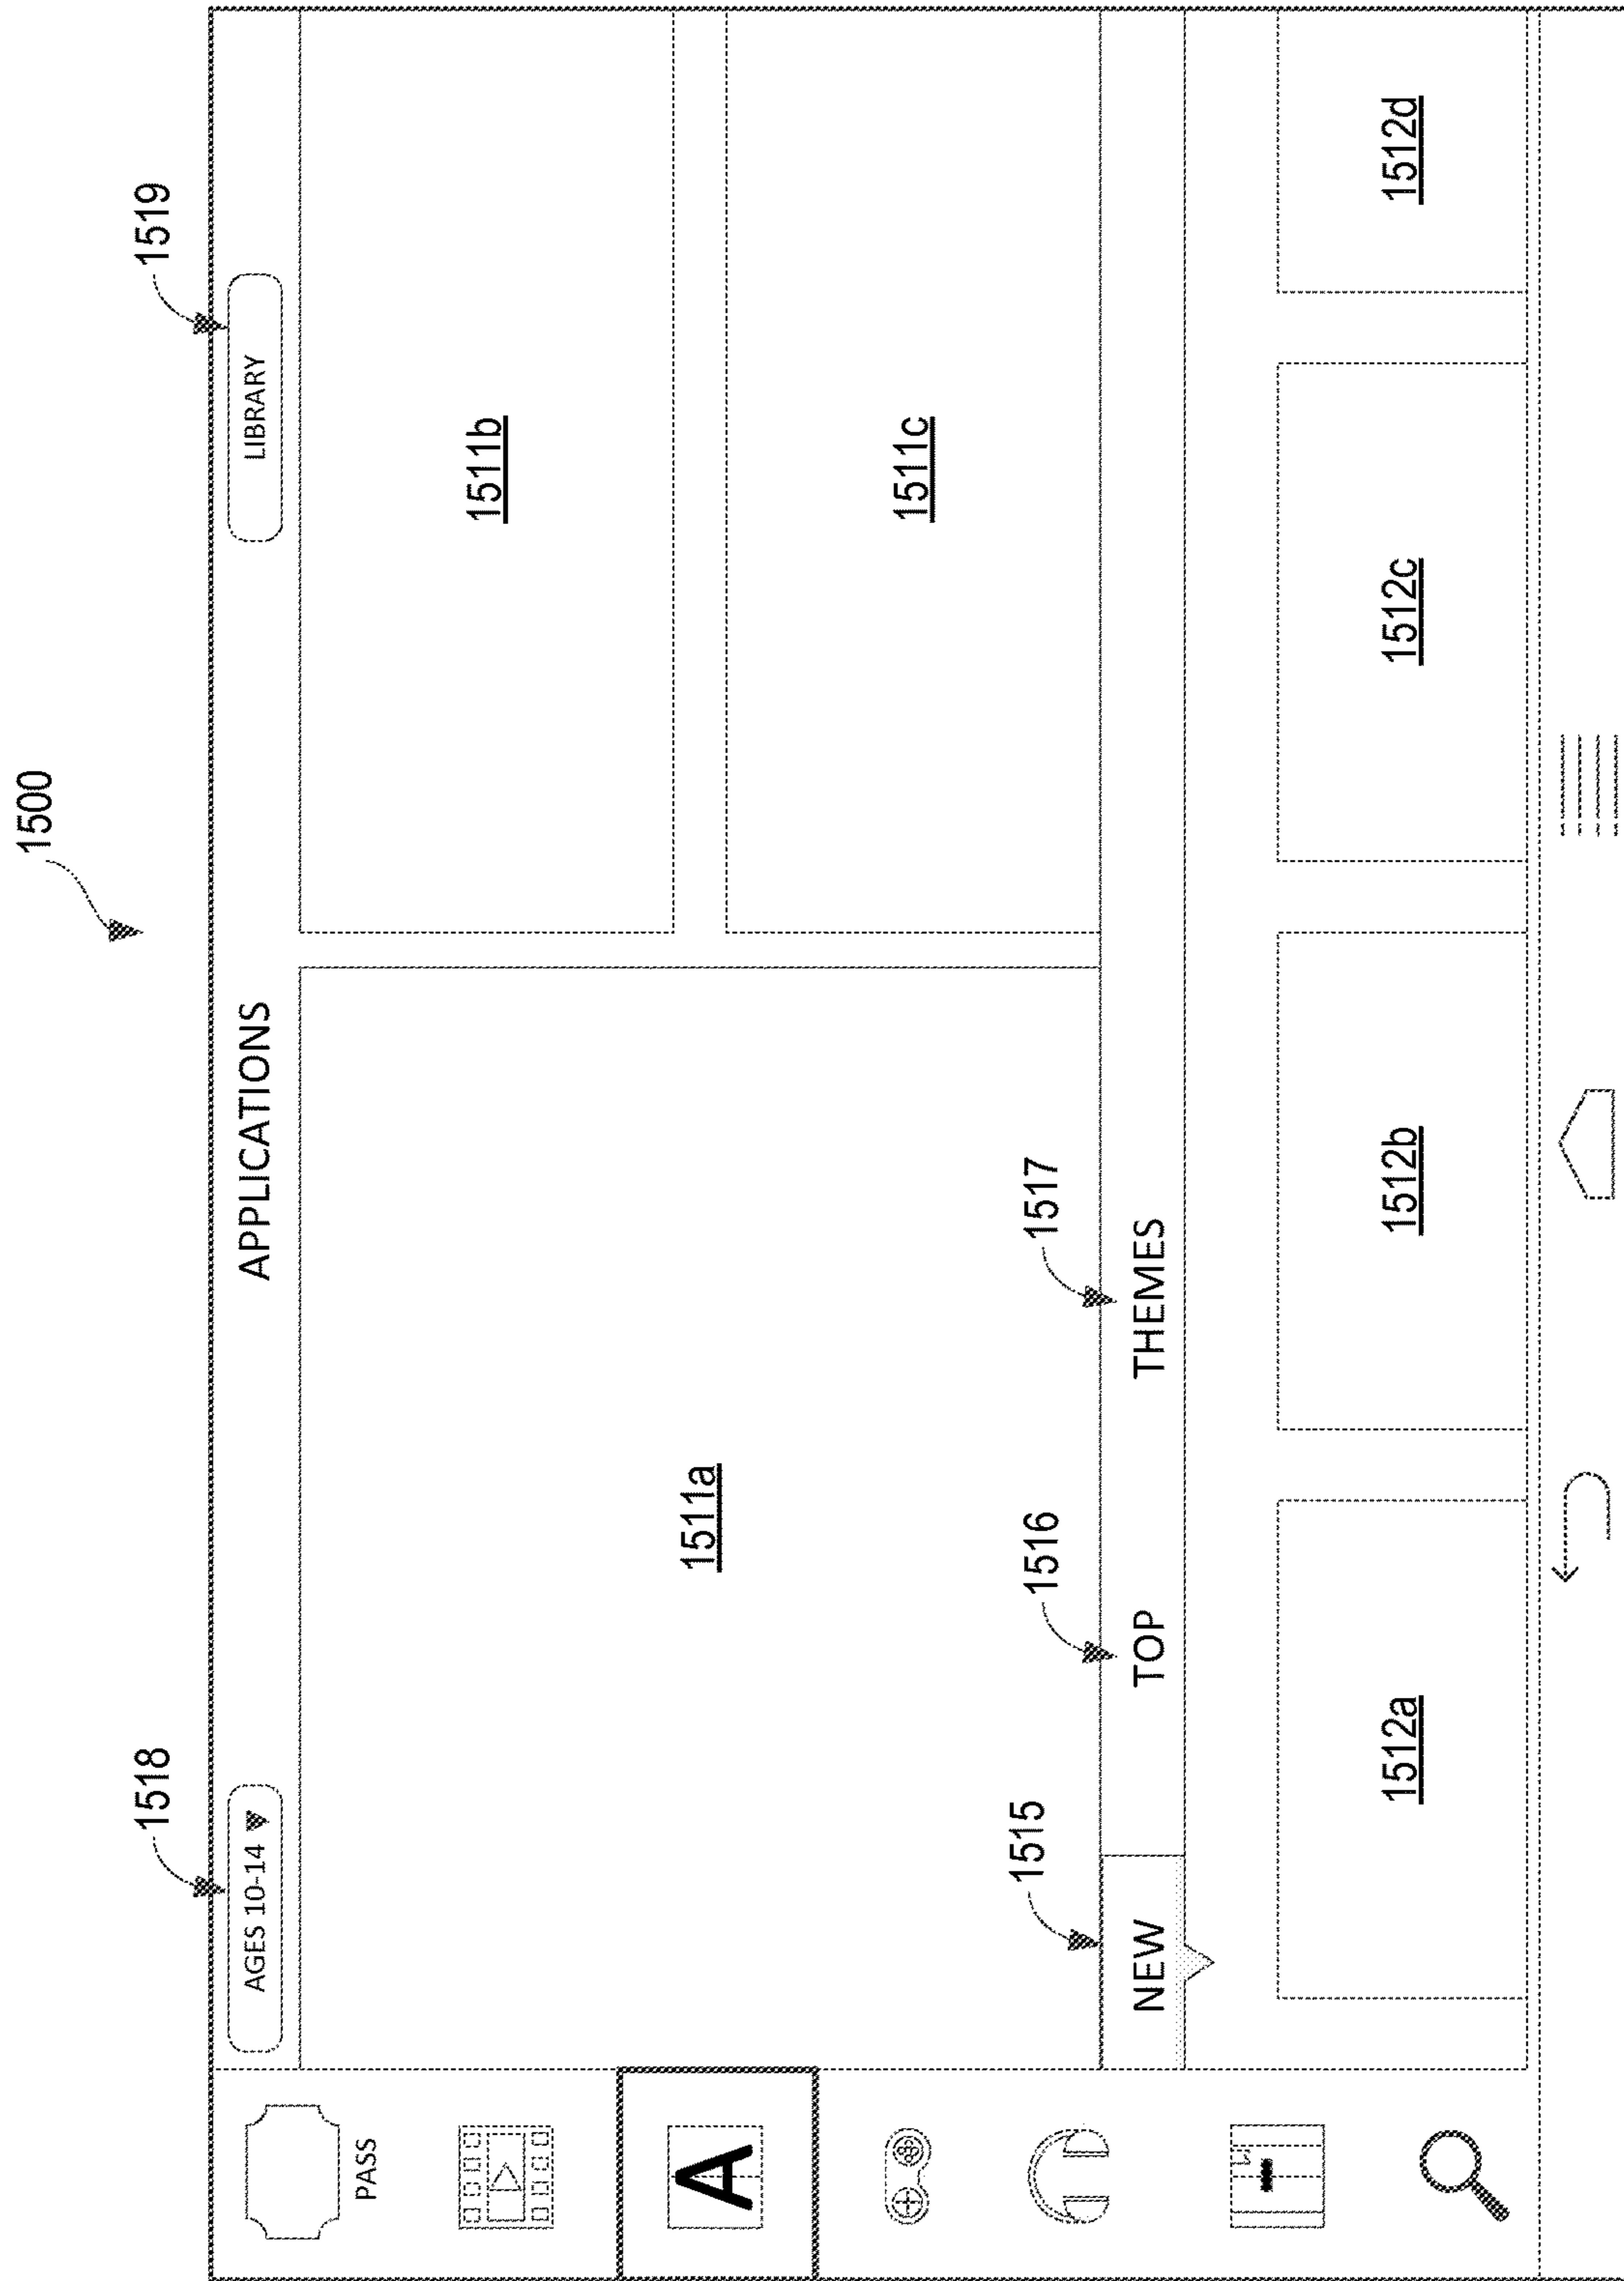 1500
1518
1519
AGES 10-14
APPLICATIONS
LIBRARY
PASS
A
1511a
1511b
1511c
1515
1516
1517
NEW
TOP
THEMES
1512a
1512b
1512c
1512d